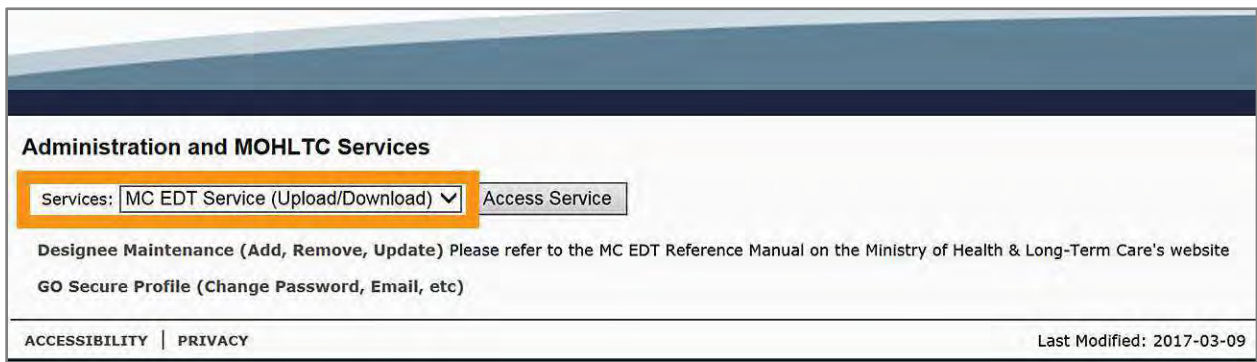 Administration and MOHLTC Services
Services: MC EDT Service (Upload/Download) Access Service
Designee Maintenance (Add, Remove, Update) Please refer to the MC EDT Reference Manual on the Ministry of Health & Long-Term Care's website
GO Secure Profile (Change Password, Email, etc)
ACCESSIBILITY | PRIVACY Last Modified: 2017-03-09